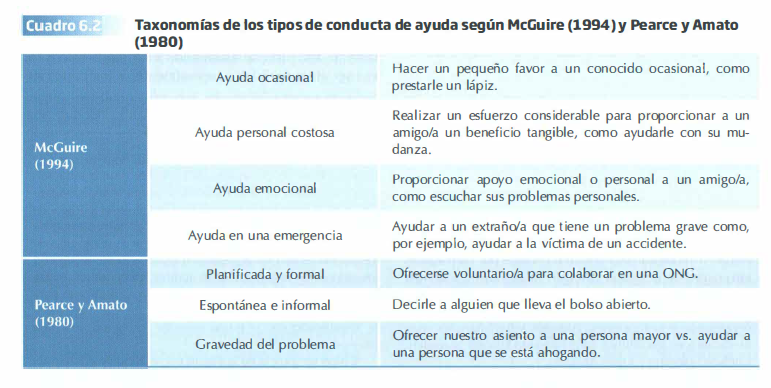 Cuadro 6.2 Taxonomías de los tipos de conducta de ayuda según McGuire (1994) y Pearce y Amato
(1980)
McGuire
(1994)
Ayuda ocasional
Hacer un pequeño favor a un conocido ocasional, como
prestarle un lápiz.
Ayuda personal costosa
Realizar un esfuerzo considerable para proporcionar a un
amigo/a un beneficio tangible, como ayudarle con su mu-
danza.
Ayuda emocional
Proporcionar apoyo emocional o personal a un amigo/a,
como escuchar sus problemas personales.
Ayuda en una emergencia
Ayudar a un extraño/a que tiene un problema grave como,
por ejemplo, ayudar a la víctima de un accidente.
Pearce y Amato
(1980)
Planificada y formal
Ofrecerse voluntario/a para colaborar en una ONG.
Espontánea e informal
Decirle a alguien que lleva el bolso abierto.
Gravedad del problema
Ofrecer nuestro asiento a una persona mayor vs. ayudar a
una persona que se está ahogando.